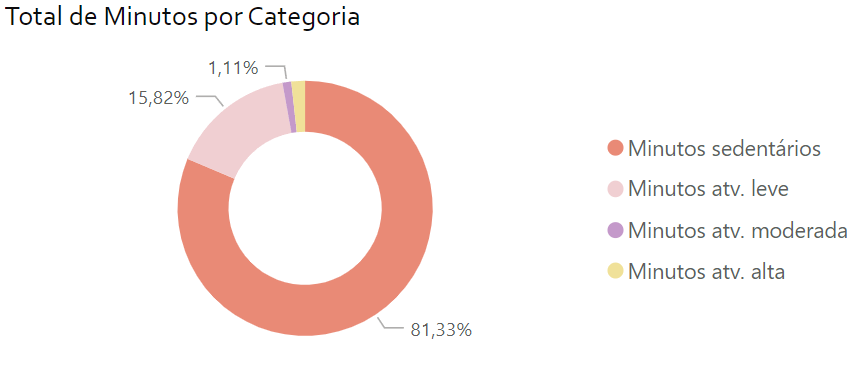 Total de Minutos por Categoria
1,11%
15,82%
81,33%
Minutos sedentários
Minutos atv. leve
Minutos atv. moderada
Minutos atv. alta